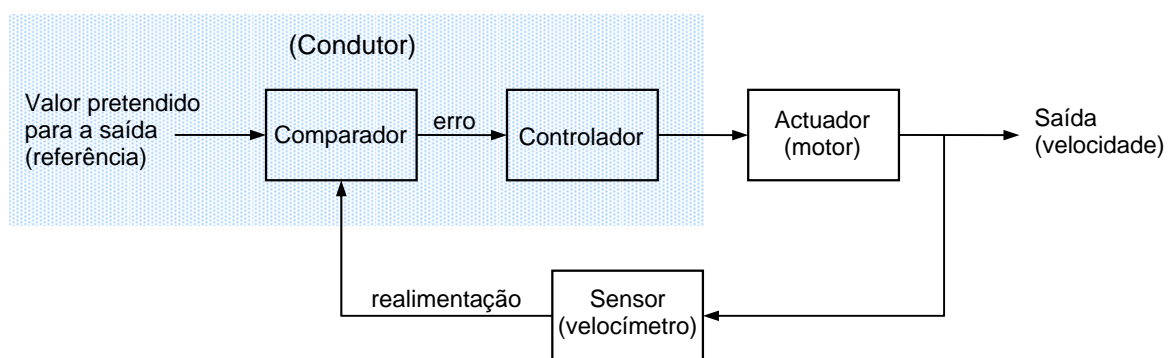 (Condutor)
Valor pretendido
para a saída
(referência)
Comparador
erro
Controlador
Actuador
(motor)
Saída
(velocidade)
realimentação
Sensor
(velocímetro)